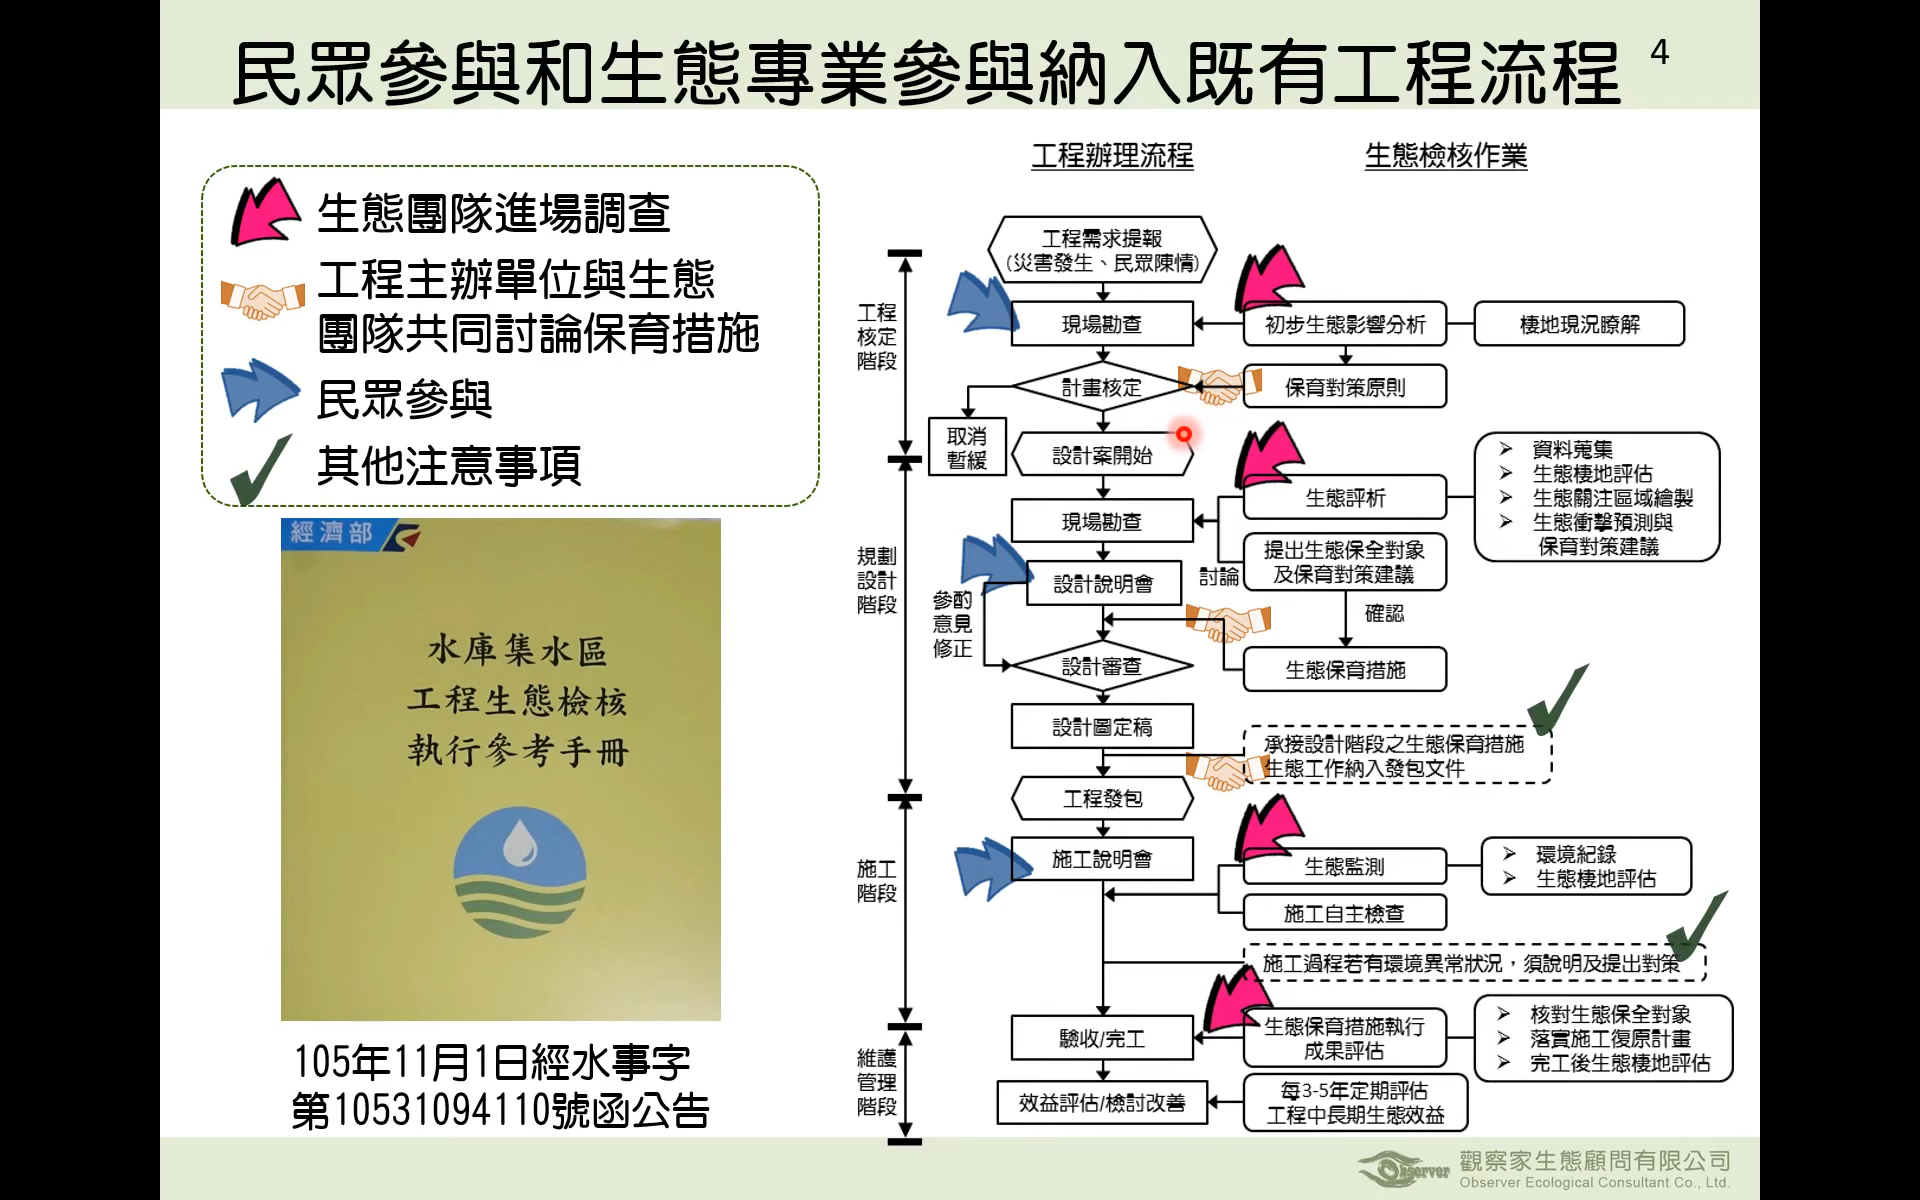 民眾參與和生態專業參與納入既有工程流程
4
生態團隊進場調查
工程主辦單位與生態
團隊共同討論保育措施
民眾參與
其他注意事項
經濟部
水庫集水區
工程生態檢核
執行參考手冊
105年11月1日經水事字
第10531094110號函公告
工程辦理流程
生態檢核作業
工程
核定
階段
工程需求提報
(災害發生、民眾陳情)
現場勘查
初步生態影響分析
棲地現況瞭解
計畫核定
保育對策原則
取消
暫緩
規劃
設計
階段
設計案開始
現場勘查
生態評析
➢ 資料蒐集
➢ 生態棲地評估
➢ 生態關注區域繪製
➢ 生態衝擊預測與
保育對策建議
提出生態保全對象
及保育對策建議
討論
設計說明會
參酌
意見
修正
確認
設計審查
生態保育措施
設計圖定稿
承接設計階段之生態保育措施
生態工作納入發包文件
工程發包
施工
階段
施工說明會
生態監測
➢ 環境紀錄
➢ 生態棲地評估
施工自主檢查
施工過程若有環境異常狀況，須說明及提出對策
維護
管理
階段
驗收/完工
生態保育措施執行
成果評估
➢ 核對生態保全對象
➢ 落實施工復原計畫
➢ 完工後生態棲地評估
效益評估/檢討改善
每3-5年定期評估
工程中長期生態效益
Observer
觀察家生態顧問有限公司
Observer Ecological Consultant Co., Ltd.